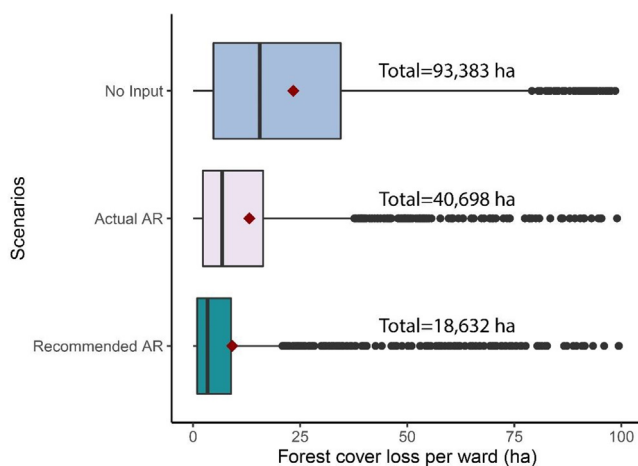 Total=93,383 ha
No Input
Total=40,698 ha
Actual AR
Scenarios
Total=18,632 ha
Recommended AR
0 25 50 75 100
Forest cover loss per ward (ha)